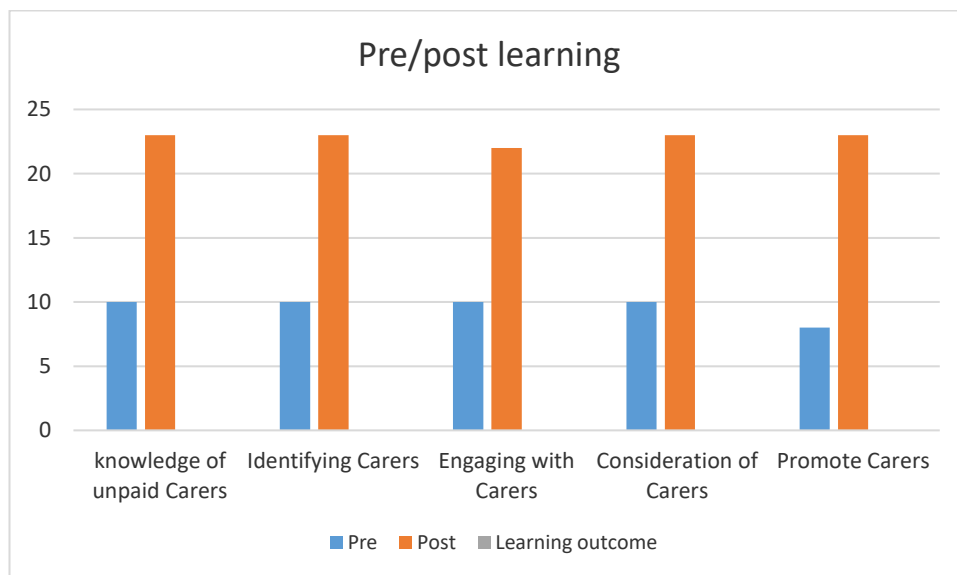 Pre/post learning
25
20
15
10
5
0
knowledge of unpaid Carers
Identifying Carers
Engaging with Carers
Consideration of Carers
Promote Carers
Pre Post Learning outcome